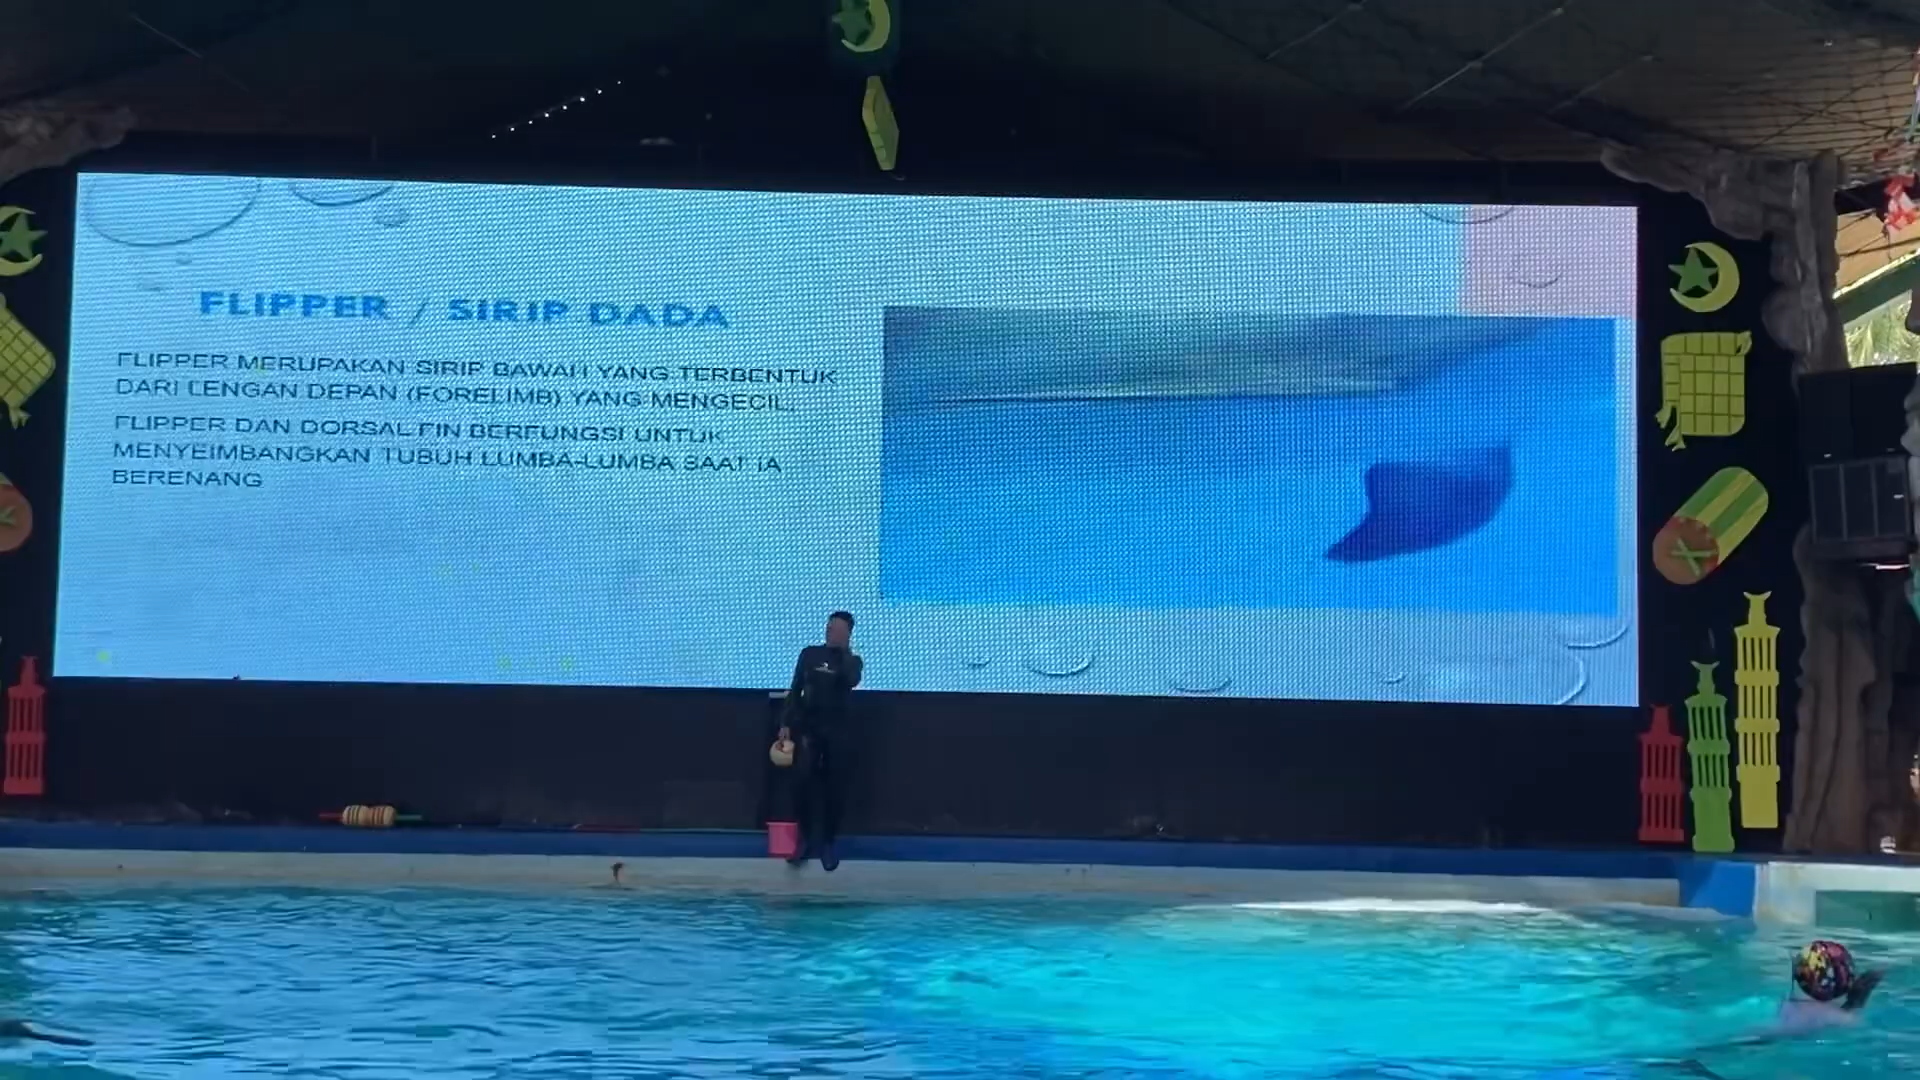 FLIPPER / SIRIP DADA
FLIPPER MERUPAKAN SIRIP BAWAH YANG TERBENTUK
DARI LENGAN DEPAN (FORELIMB) YANG MENGECIL.
FLIPPER DAN DORSAL FIN BERFUNGSI UNTUK
MENYEIMBANGKAN TUBUH LUMBA-LUMBA SAAT IA
BERENANG